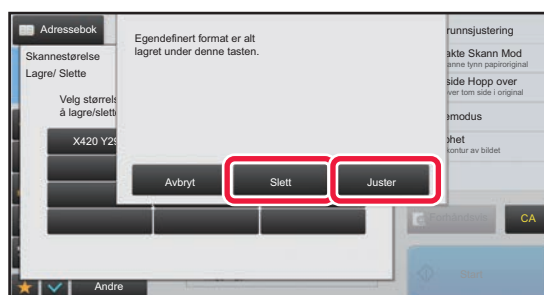 Adressebok
Skannestørelse
Lagre/ Slette
Velg størrels
å lagre/slett
X420 Y29
Egendefinert format er alt
lagret under denne tasten.
Avbryt
Slett
Juster
runnsjustering
akte Skann Mod
anne tynn papiroriginal
side Hopp over
ver tom side i original
emodus
phet
kontur av bildet
CA
Start
Andre